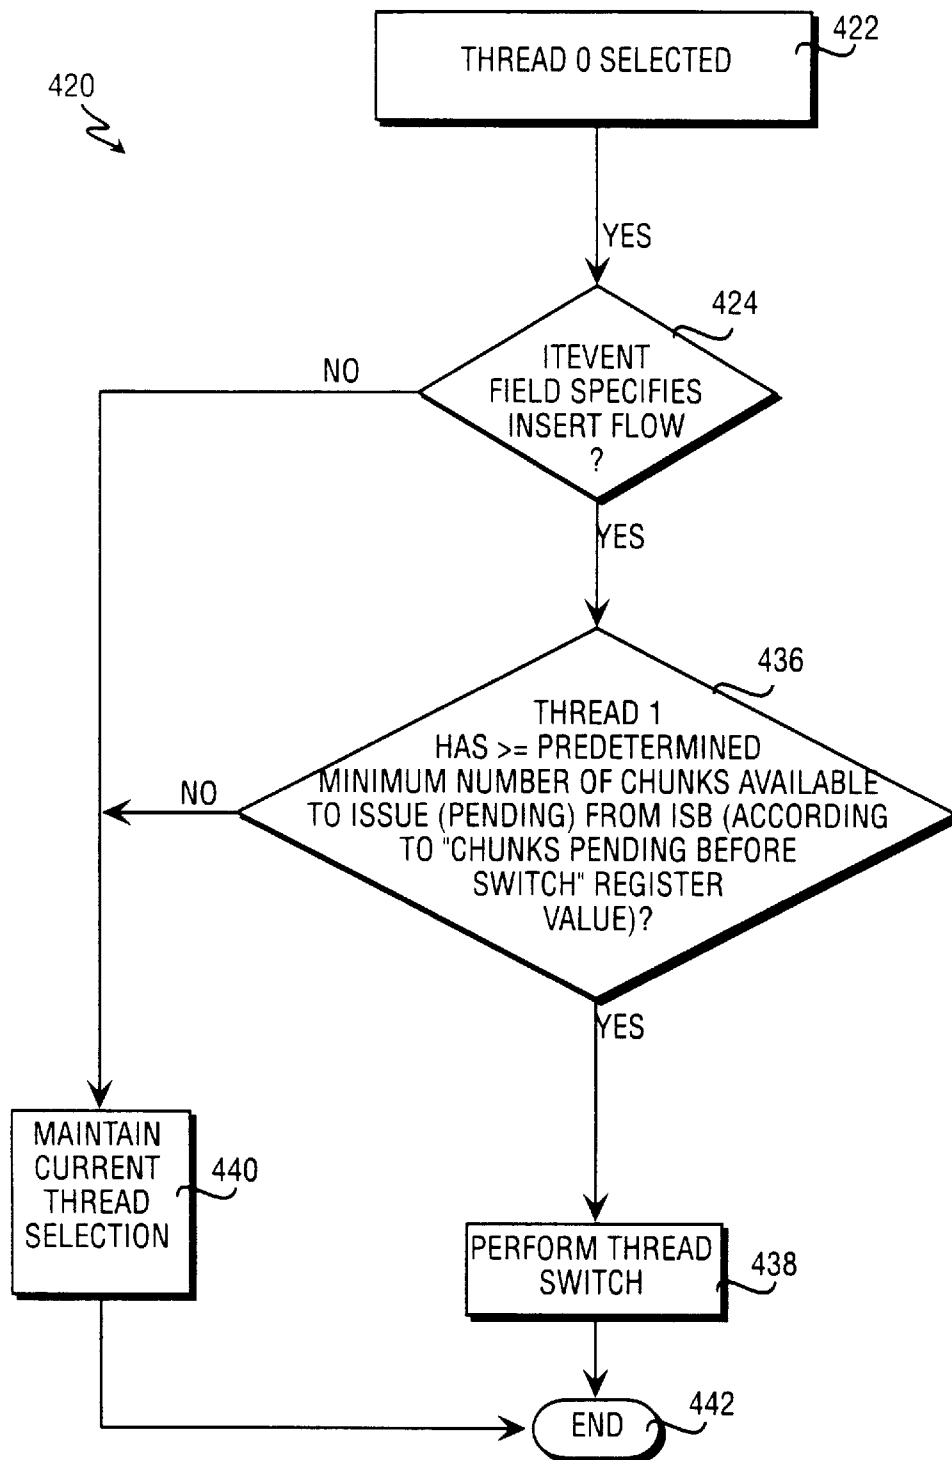 THREAD 0 SELECTED
422
420
YES
424
ITEVENT
FIELD SPECIFIES
INSERT FLOW
?
NO
YES
436
THREAD 1
HAS >= PREDETERMINED
MINIMUM NUMBER OF CHUNKS AVAILABLE
TO ISSUE (PENDING) FROM ISB (ACCORDING
TO "CHUNKS PENDING BEFORE
SWITCH" REGISTER
VALUE)?
NO
YES
MAINTAIN
CURRENT
THREAD
SELECTION
440
PERFORM THREAD
SWITCH
438
END
442